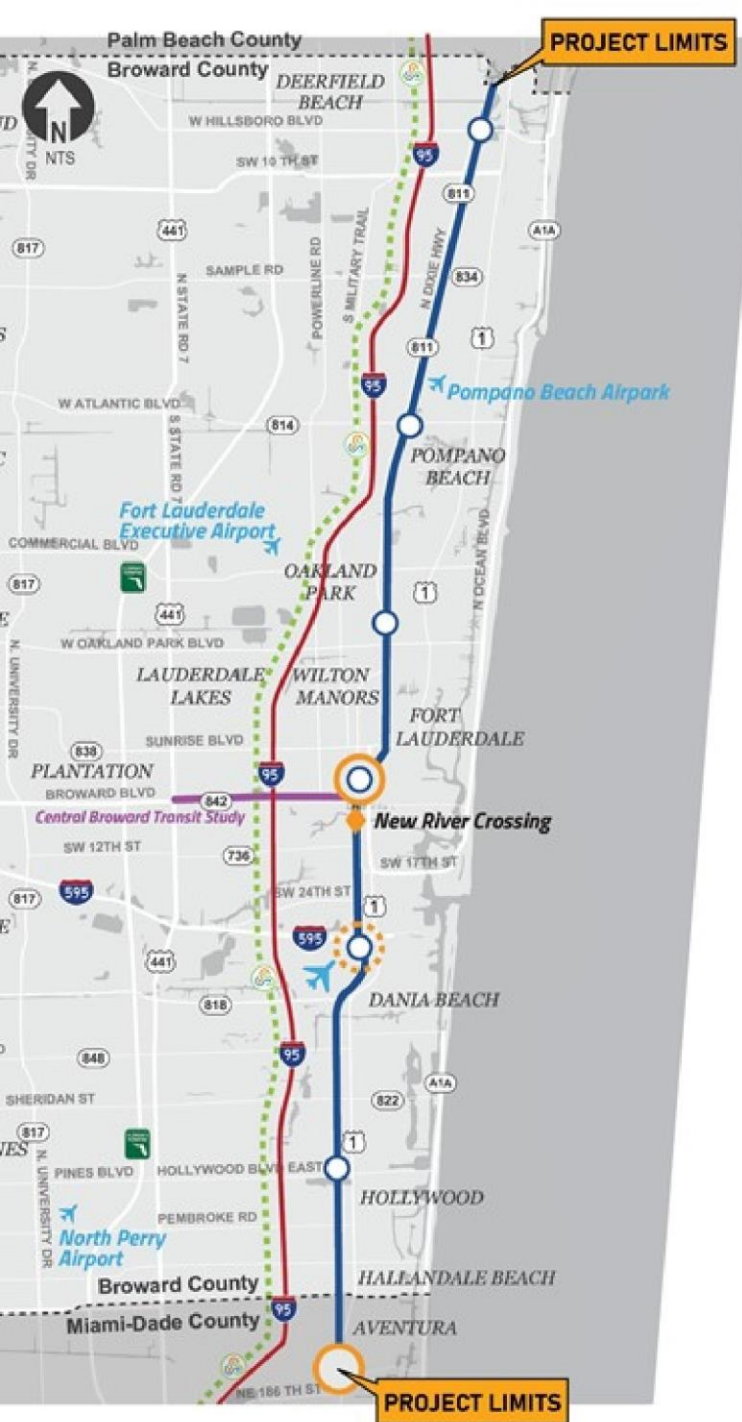 Palm Beach County
Broward County
PROJECT LIMITS
N
NTS
DEERFIELD
BEACH
W HILLSBORO BLVD
SW 10 TH ST
95
811
441
817
A1A
SAMPLE RD
POWERLINE RD
S MILITARY TRAIL
N DIXIE HWY
834
N STATE RD 7
1
811
95
Pompano Beach Airpark
W ATLANTIC BLVD
S STATE RD 7
814
POMPANO
BEACH
Fort Lauderdale
Executive Airport
COMMERCIAL BLVD
N OCEAN BLVD
OAKLAND
PARK
817
1
441
W OAKLAND PARK BLVD
N. UNIVERSITY DR
LAUDERDALE
LAKES
WILTON
MANORS
FORT
LAUDERDALE
SUNRISE BLVD
838
PLANTATION
95
BROWARD BLVD
842
Central Broward Transit Study
New River Crossing
SW 12TH ST
736
SW 17TH ST
595
817
SW 24TH ST
1
595
441
DANIA BEACH
818
95
848
A1A
SHERIDAN ST
822
817
1
N. UNIVERSITY DR
PINES BLVD
HOLLYWOOD BLVD EAST
HOLLYWOOD
PEMBROKE RD
North Perry
Airport
HALLANDALE BEACH
Broward County
95
Miami-Dade County
AVENTURA
NE 186 TH ST
PROJECT LIMITS